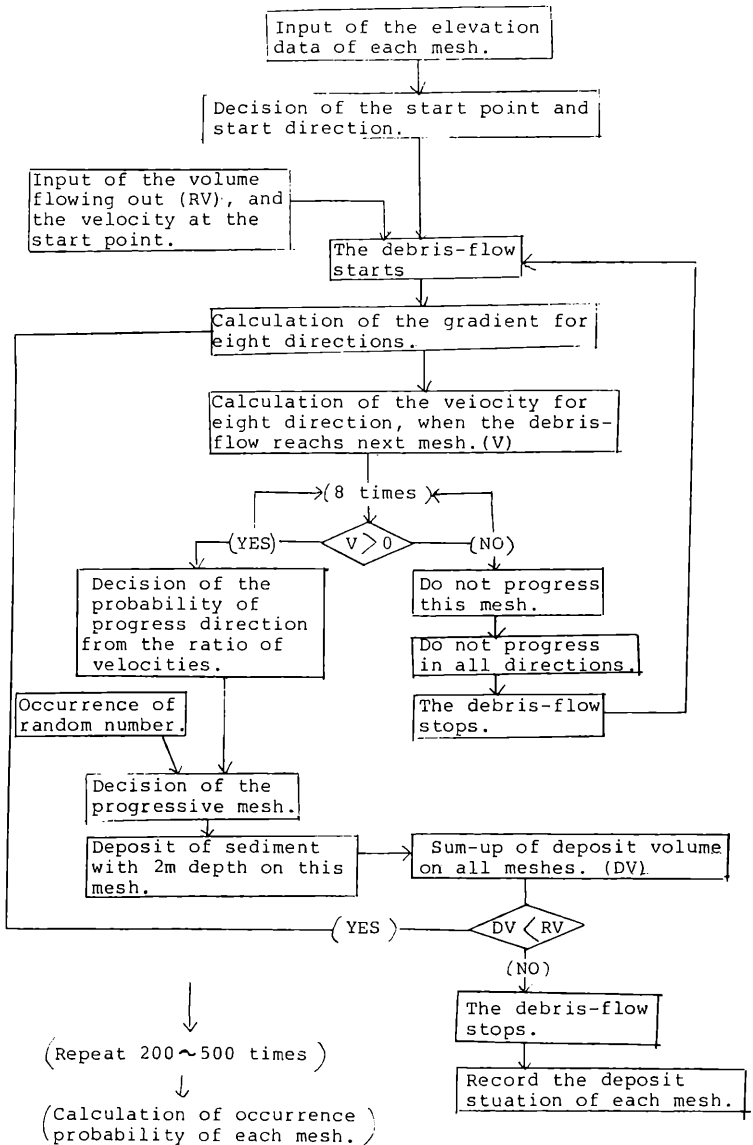 Input of the elevation
data of each mesh.
Decision of the start point and
start direction.
Input of the volume
flowing out (RV), and
the velocity at the
start point.
The debris-flow
starts
Calculation of the gradient for
eight directions.
Calculation of the veiocity for
eight direction, when the debris-
flow reachs next mesh.(V)
(8 times)
(YES)
V > 0
(NO)
Decision of the
probability of
progress direction
from the ratio of
velocities.
Do not progress
this mesh.
Do not progress
in all directions.
The debris-flow
stops.
Occurrence of
random number.
Decision of the
progressive mesh.
Deposit of sediment
with 2m depth on this
mesh.
Sum-up of deposit volume
on all meshes. (DV)
(YES)
DV < RV
(NO)
The debris-flow
stops.
Record the deposit
stuation of each mesh.
(Repeat 200~500 times)
(Calculation of occurrence
probability of each mesh.)